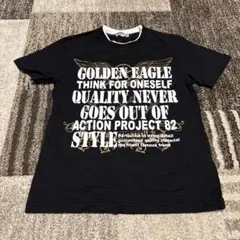 GOLDEN EAGLE
THINK FOR ONESELF
QUALITY NEVER
GOES OUT OF
ACTION PROJECT 82
STYLE